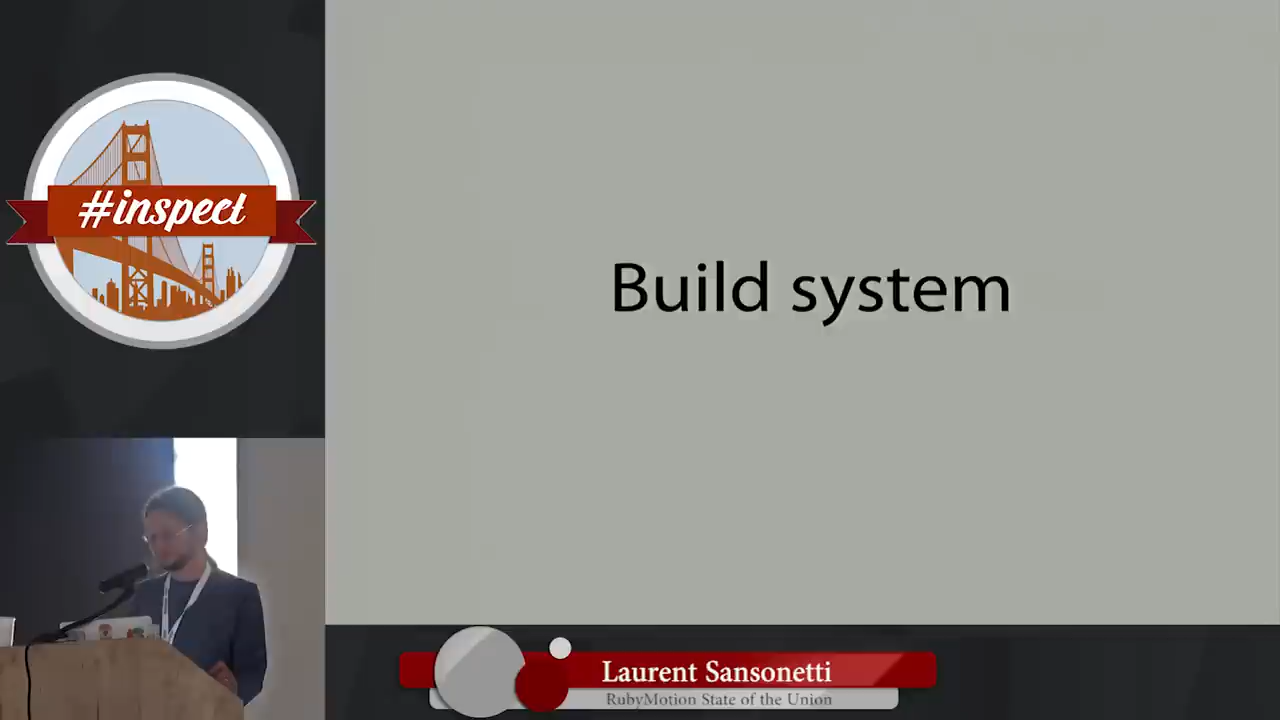 #inspect
Build system
Laurent Sansonetti
RubyMotion State of the Union